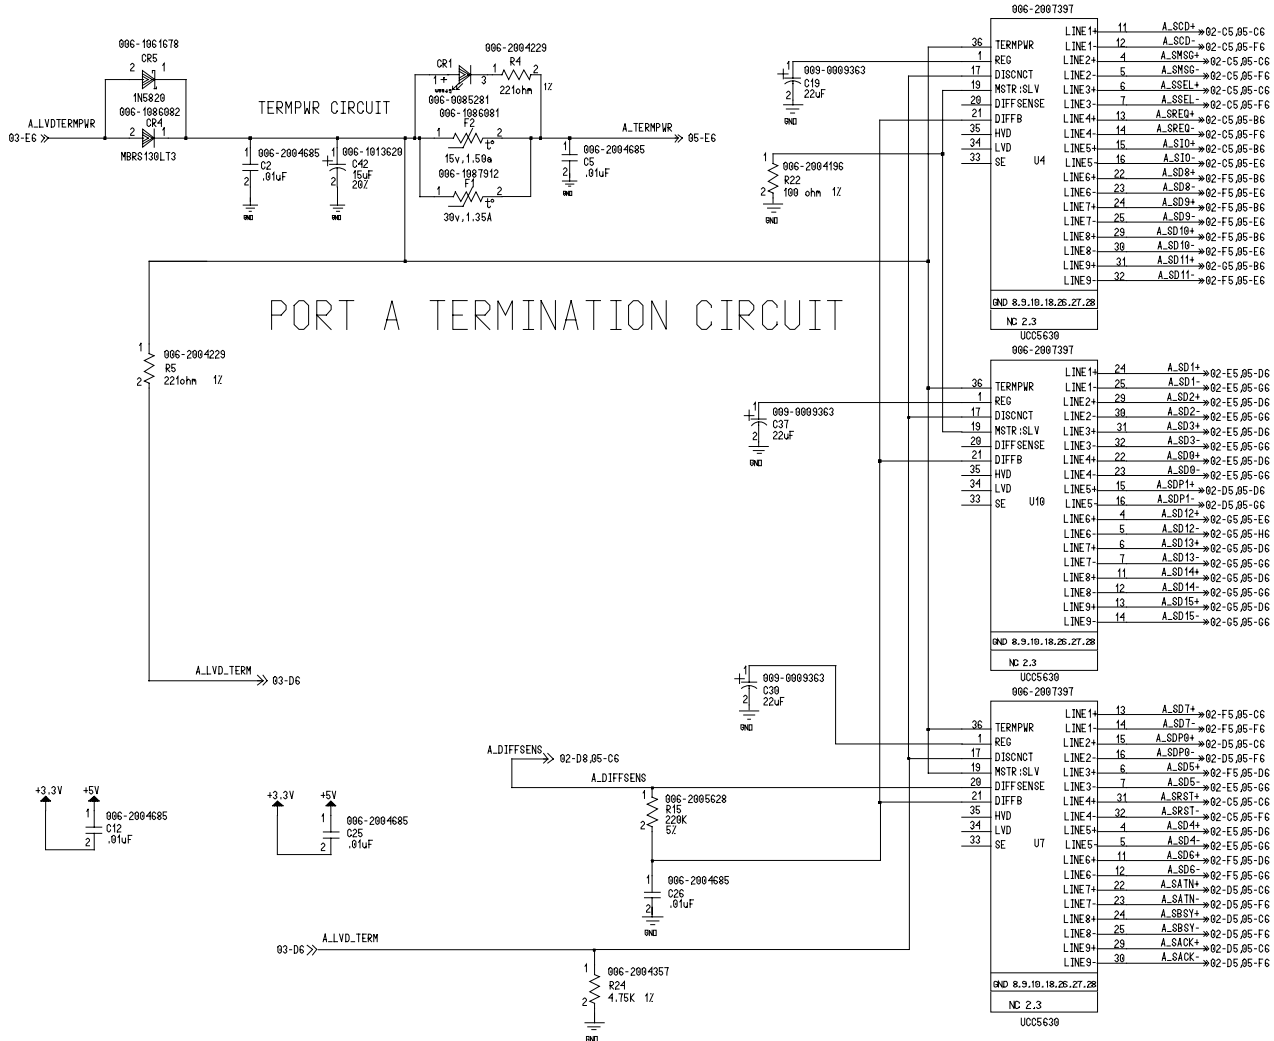 006-1061678
CR5
2 1
1N5820
006-1086082
CR4
2 1
MBRS130LT3
A_LVDTERMPWR
03-E6
TERMPWR CIRCUIT
006-2004685
C2
.01uF
1
2
GND
006-1013620
C42
15uF
20%
1
2
GND
CR1
1 3
006-0085281
006-2004229
R4
1 2
221ohm 1%
006-1086081
F2
1 2
15v,1.50a
006-1087912
F1
1 2
30v,1.35A
A_TERMPWR
05-E6
006-2004685
C5
.01uF
1
2
GND
PORT A TERMINATION CIRCUIT
1
006-2004229
R5
2
221ohm 1%
A_LVD_TERM
03-D6
009-0009363
C19
22uF
1
2
GND
006-2004196
R22
100 ohm 1%
1
2
GND
009-0009363
C37
22uF
1
2
GND
009-0009363
C30
22uF
1
2
GND
A_DIFFSENS
02-D8,05-C6
A_DIFFSENS
006-2005628
R15
220K
5%
1
2
006-2004685
C26
.01uF
1
2
GND
+3.3V +5V
006-2004685
C12
.01uF
1
2
+3.3V +5V
006-2004685
C25
.01uF
1
2
A_LVD_TERM
03-D6
006-2004357
R24
4.75K 1%
1
2
GND
006-2007397
36 TERMPWR
1 REG
17 DISCNCT
19 MSTR:SLV
20 DIFFSENSE
21 DIFFB
35 HVD
34 LVD
33 SE
U4
LINE1+ 11 A_SCD+ 02-C5,05-C6
LINE1- 12 A_SCD- 02-C5,05-F6
LINE2+ 4 A_SMSG+ 02-C5,05-C6
LINE2- 5 A_SMSG- 02-C5,05-F6
LINE3+ 6 A_SSEL+ 02-C5,05-C6
LINE3- 7 A_SSEL- 02-C5,05-F6
LINE4+ 13 A_SREQ+ 02-C5,05-B6
LINE4- 14 A_SREQ- 02-C5,05-F6
LINE5+ 15 A_SIO+ 02-C5,05-B6
LINE5- 16 A_SIO- 02-C5,05-E6
LINE6+ 22 A_SD8+ 02-F5,05-B6
LINE6- 23 A_SD8- 02-F5,05-E6
LINE7+ 24 A_SD9+ 02-F5,05-B6
LINE7- 25 A_SD9- 02-F5,05-E6
LINE8+ 29 A_SD10+ 02-F5,05-B6
LINE8- 30 A_SD10- 02-F5,05-E6
LINE9+ 31 A_SD11+ 02-G5,05-B6
LINE9- 32 A_SD11- 02-F5,05-E6
GND 8.9.10.18.26.27.28
NC 2.3
UCC5630
006-2007397
36 TERMPWR
1 REG
17 DISCNCT
19 MSTR:SLV
20 DIFFSENSE
21 DIFFB
35 HVD
34 LVD
33 SE
U10
LINE1+ 24 A_SD1+ 02-E5,05-D6
LINE1- 25 A_SD1- 02-E5,05-G6
LINE2+ 29 A_SD2+ 02-E5,05-D6
LINE2- 30 A_SD2- 02-E5,05-G6
LINE3+ 31 A_SD3+ 02-E5,05-D6
LINE3- 32 A_SD3- 02-E5,05-G6
LINE4+ 22 A_SD0+ 02-E5,05-D6
LINE4- 23 A_SD0- 02-E5,05-G6
LINE5+ 15 A_SDP1+ 02-D5,05-D6
LINE5- 16 A_SDP1- 02-D5,05-G6
LINE6+ 4 A_SD12+ 02-G5,05-E6
LINE6- 5 A_SD12- 02-G5,05-H6
LINE7+ 6 A_SD13+ 02-G5,05-D6
LINE7- 7 A_SD13- 02-G5,05-G6
LINE8+ 11 A_SD14+ 02-G5,05-D6
LINE8- 12 A_SD14- 02-G5,05-G6
LINE9+ 13 A_SD15+ 02-G5,05-D6
LINE9- 14 A_SD15- 02-G5,05-G6
GND 8.9.10.18.26.27.28
NC 2.3
UCC5630
006-2007397
36 TERMPWR
1 REG
17 DISCNCT
19 MSTR:SLV
20 DIFFSENSE
21 DIFFB
35 HVD
34 LVD
33 SE
U7
LINE1+ 13 A_SD7+ 02-F5,05-C6
LINE1- 14 A_SD7- 02-F5,05-F6
LINE2+ 15 A_SDP0+ 02-D5,05-C6
LINE2- 16 A_SDP0- 02-D5,05-F6
LINE3+ 6 A_SD5+ 02-F5,05-D6
LINE3- 7 A_SD5- 02-E5,05-G6
LINE4+ 31 A_SRST+ 02-C5,05-C6
LINE4- 32 A_SRST- 02-C5,05-F6
LINE5+ 4 A_SD4+ 02-E5,05-D6
LINE5- 5 A_SD4- 02-E5,05-G6
LINE6+ 11 A_SD6+ 02-F5,05-D6
LINE6- 12 A_SD6- 02-F5,05-G6
LINE7+ 22 A_SATN+ 02-D5,05-C6
LINE7- 23 A_SATN- 02-D5,05-F6
LINE8+ 24 A_SBSY+ 02-D5,05-C6
LINE8- 25 A_SBSY- 02-D5,05-F6
LINE9+ 29 A_SACK+ 02-D5,05-C6
LINE9- 30 A_SACK- 02-D5,05-F6
GND 8.9.10.18.26.27.28
NC 2.3
UCC5630